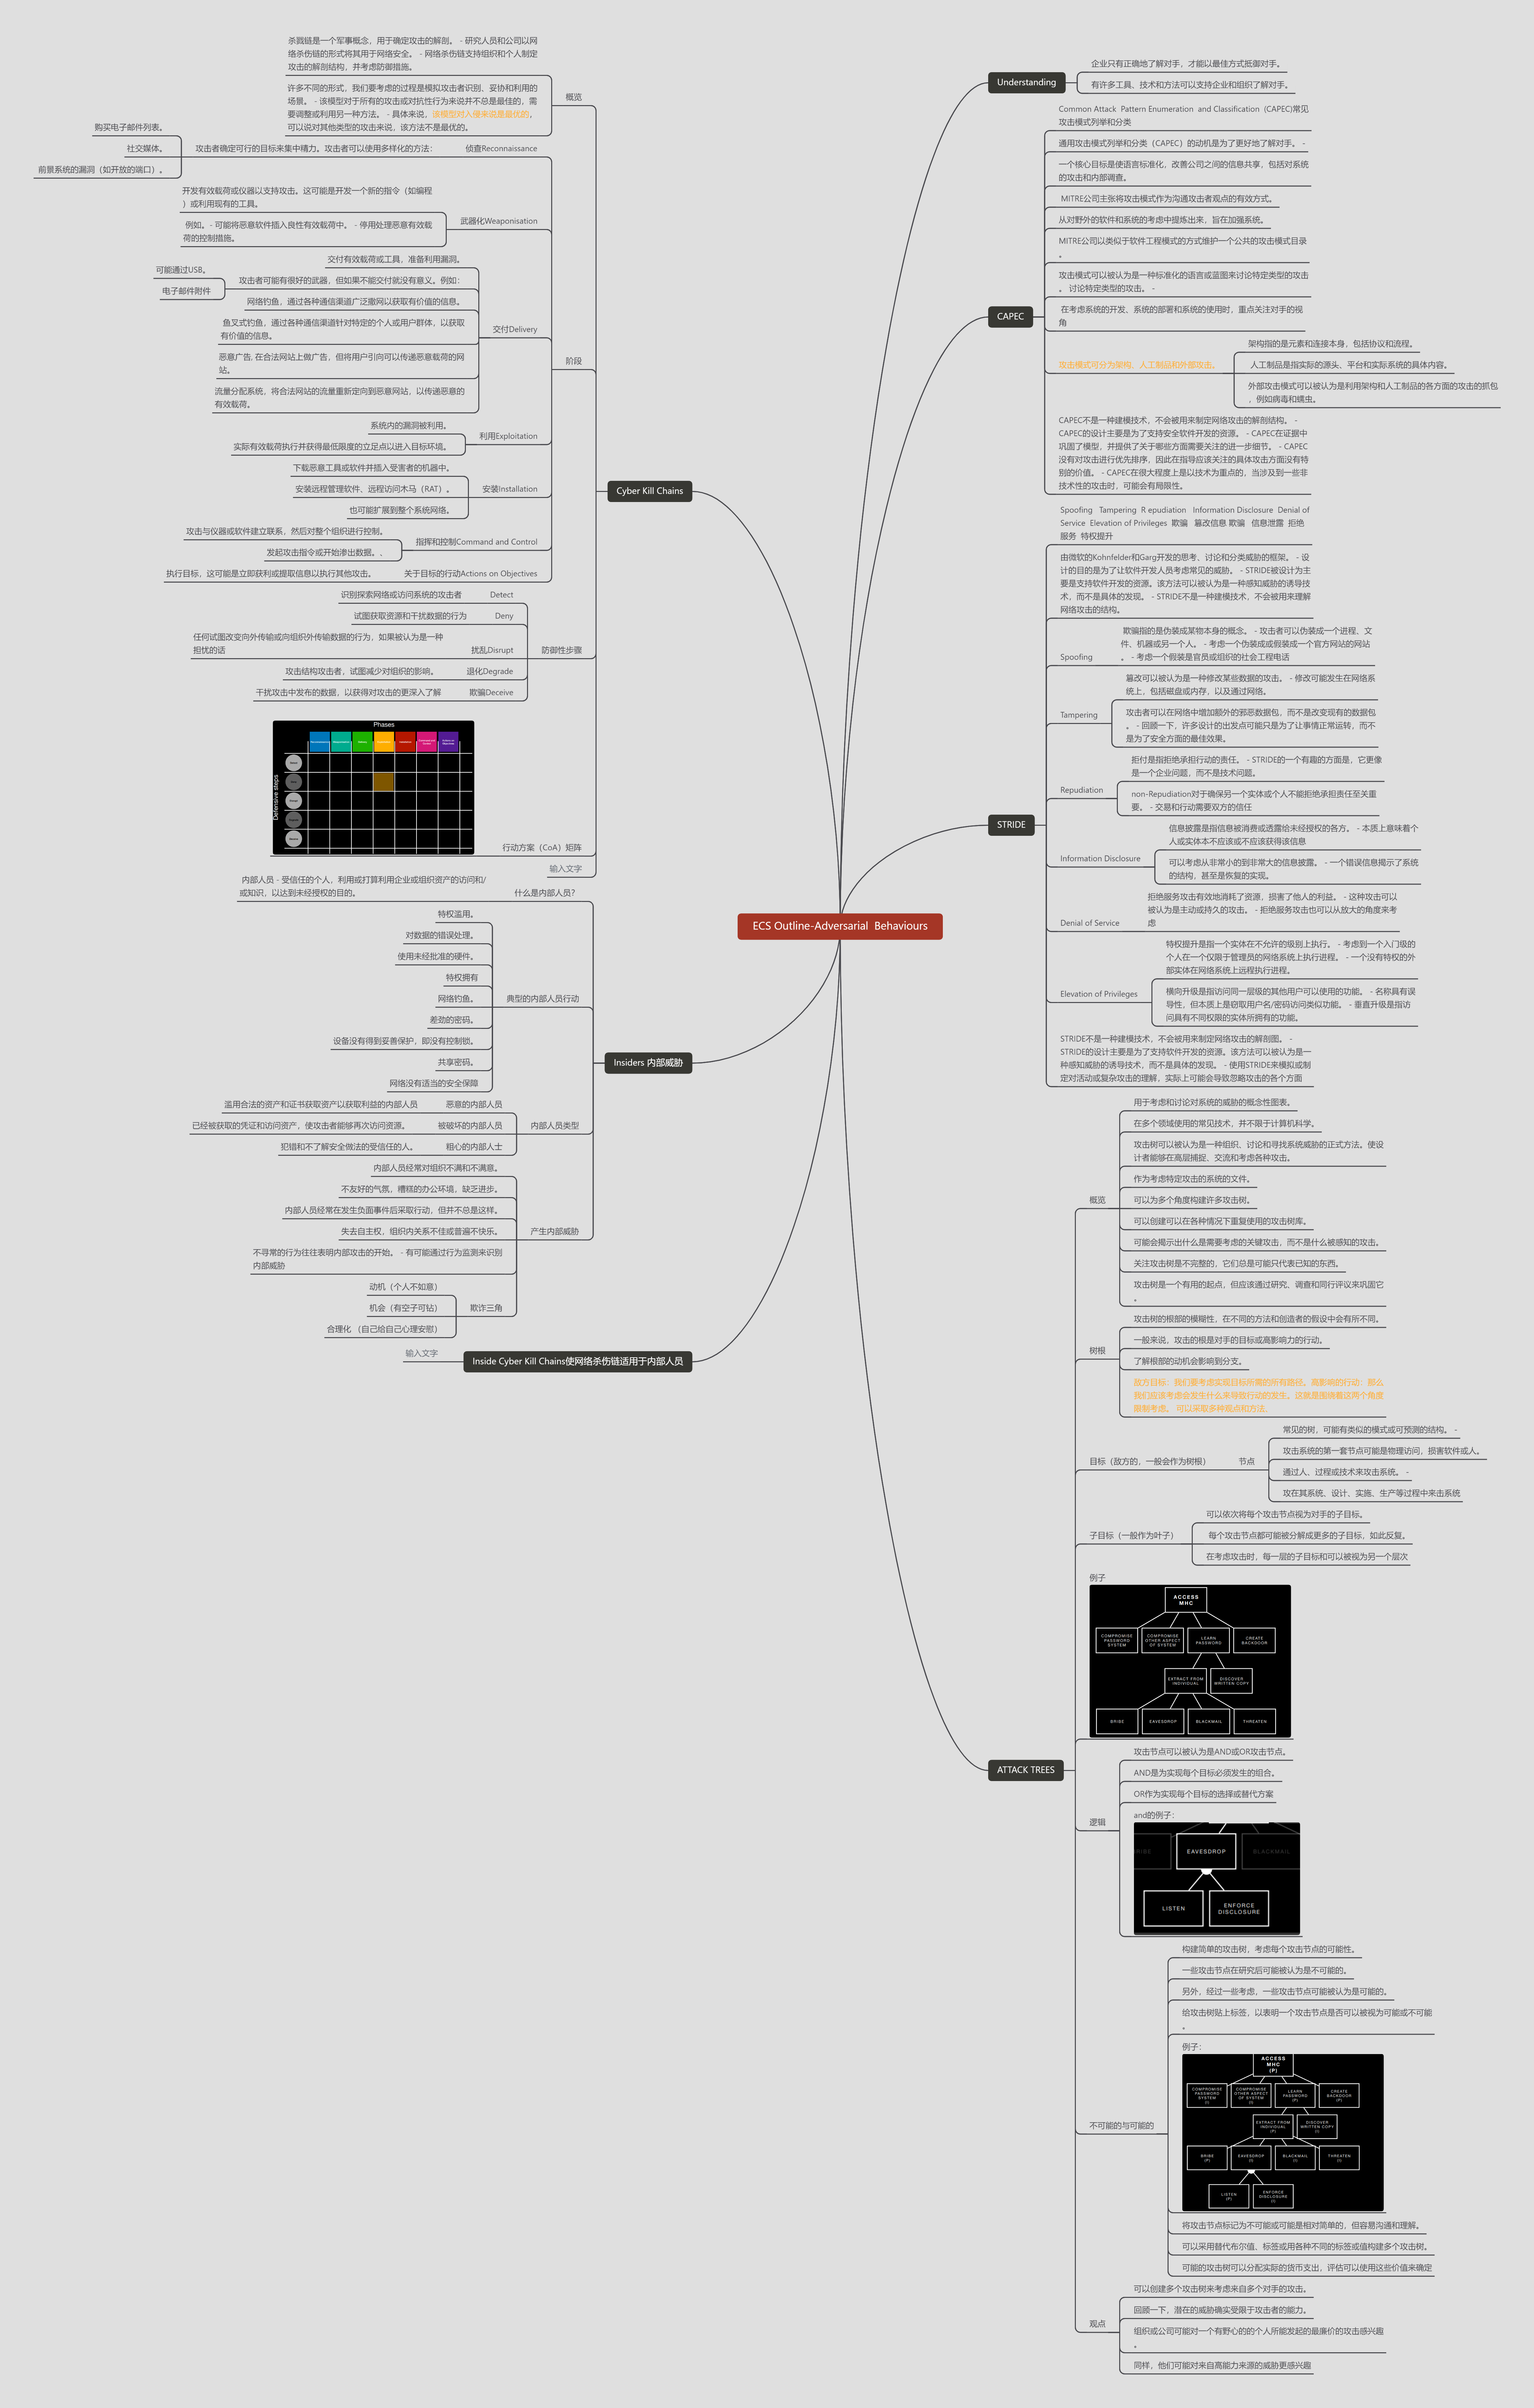 ECS Outline-Adversarial  Behaviours
Understanding
企业只有正确地了解对手，才能以最佳方式抵御对手。
有许多工具、技术和方法可以支持企业和组织了解对手。
CAPEC
Common Attack  Pattern Enumeration  and Classification  (CAPEC)常见
攻击模式列举和分类
通用攻击模式列举和分类（CAPEC）的动机是为了更好地了解对手。 -
一个核心目标是使语言标准化，改善公司之间的信息共享，包括对系统
的攻击和内部调查。
MITRE公司主张将攻击模式作为沟通攻击者观点的有效方式。
从对野外的软件和系统的考虑中提炼出来，旨在加强系统。
MITRE公司以类似于软件工程模式的方式维护一个公共的攻击模式目录
。
攻击模式可以被认为是一种标准化的语言或蓝图来讨论特定类型的攻击
。 讨论特定类型的攻击。 -
在考虑系统的开发、系统的部署和系统的使用时，重点关注对手的视
角
攻击模式可分为架构、人工制品和外部攻击。
架构指的是元素和连接本身，包括协议和流程。
人工制品是指实际的源头、平台和实际系统的具体内容。
外部攻击模式可以被认为是利用架构和人工制品的各方面的攻击的抓包
，例如病毒和蠕虫。
CAPEC不是一种建模技术，不会被用来制定网络攻击的解剖结构。 -
CAPEC的设计主要是为了支持安全软件开发的资源。 - CAPEC在证据中
巩固了模型，并提供了关于哪些方面需要关注的进一步细节。 - CAPEC
没有对攻击进行优先排序，因此在指导应该关注的具体攻击方面没有特
别的价值。 - CAPEC在很大程度上是以技术为重点的，当涉及到一些非
技术性的攻击时，可能会有局限性。
STRIDE
Spoofing   Tampering  R epudiation   Information Disclosure  Denial of
Service  Elevation of Privileges  欺骗   篡改信息 欺骗   信息泄露  拒绝
服务  特权提升
由微软的Kohnfelder和Garg开发的思考、讨论和分类威胁的框架。 - 设
计的目的是为了让软件开发人员考虑常见的威胁。 - STRIDE被设计为主
要是支持软件开发的资源。该方法可以被认为是一种感知威胁的诱导技
术，而不是具体的发现。 - STRIDE不是一种建模技术，不会被用来理解
网络攻击的结构。
Spoofing
欺骗指的是伪装成某物本身的概念。 - 攻击者可以伪装成一个进程、文
件、机器或另一个人。 - 考虑一个伪装成或假装成一个官方网站的网站
。 - 考虑一个假装是官员或组织的社会工程电话
Tampering
篡改可以被认为是一种修改某些数据的攻击。 - 修改可能发生在网络系
统上，包括磁盘或内存，以及通过网络。
攻击者可以在网络中增加额外的邪恶数据包，而不是改变现有的数据包
。 - 回顾一下，许多设计的出发点可能只是为了让事情正常运转，而不
是为了安全方面的最佳效果。
Repudiation
拒付是指拒绝承担行动的责任。 - STRIDE的一个有趣的方面是，它更像
是一个企业问题，而不是技术问题。
non-Repudiation对于确保另一个实体或个人不能拒绝承担责任至关重
要。 - 交易和行动需要双方的信任
Information Disclosure
信息披露是指信息被消费或透露给未经授权的各方。 - 本质上意味着个
人或实体本不应该或不应该获得该信息
可以考虑从非常小的到非常大的信息披露。 - 一个错误信息揭示了系统
的结构，甚至是恢复的实现。
Denial of Service
拒绝服务攻击有效地消耗了资源，损害了他人的利益。 - 这种攻击可以
被认为是主动或持久的攻击。 - 拒绝服务攻击也可以从放大的角度来考
虑
Elevation of Privileges
特权提升是指一个实体在不允许的级别上执行。 - 考虑到一个入门级的
个人在一个仅限于管理员的网络系统上执行进程。 - 一个没有特权的外
部实体在网络系统上远程执行进程。
横向升级是指访问同一层级的其他用户可以使用的功能。 - 名称具有误
导性，但本质上是窃取用户名/密码访问类似功能。 - 垂直升级是指访
问具有不同权限的实体所拥有的功能。
STRIDE不是一种建模技术，不会被用来制定网络攻击的解剖图。 -
STRIDE的设计主要是为了支持软件开发的资源。该方法可以被认为是一
种感知威胁的诱导技术，而不是具体的发现。 - 使用STRIDE来模拟或制
定对活动或复杂攻击的理解，实际上可能会导致忽略攻击的各个方面
ATTACK TREES
概览
用于考虑和讨论对系统的威胁的概念性图表。
在多个领域使用的常见技术，并不限于计算机科学。
攻击树可以被认为是一种组织、讨论和寻找系统威胁的正式方法。使设
计者能够在高层捕捉、交流和考虑各种攻击。
作为考虑特定攻击的系统的文件。
可以为多个角度构建许多攻击树。
可以创建可以在各种情况下重复使用的攻击树库。
可能会揭示出什么是需要考虑的关键攻击，而不是什么被感知的攻击。
关注攻击树是不完整的，它们总是可能只代表已知的东西。
攻击树是一个有用的起点，但应该通过研究、调查和同行评议来巩固它
。
树根
攻击树的根部的模糊性，在不同的方法和创造者的假设中会有所不同。
一般来说，攻击的根是对手的目标或高影响力的行动。
了解根部的动机会影响到分支。
敌方目标：我们要考虑实现目标所需的所有路径。高影响的行动：那么
我们应该考虑会发生什么来导致行动的发生。这就是围绕着这两个角度
来制考虑。 可以采取多种观点和方法。
目标（敌方的，一般会作为树根）
节点
常见的树，可能有类似的模式或可预测的结构。 -
攻击系统的第一套节点可能是物理访问，损害软件或人。
通过人、过程或技术来攻击系统。 -
攻在其系统、设计、实施、生产等过程中来击系统
子目标（一般作为叶子）
可以依次将每个攻击节点视为对手的子目标。
每个攻击节点都可能被分解成更多的子目标，如此反复。
在考虑攻击时，每一层的子目标和可以被视为另一个层次
例子
ACCESS
MHC
COMPROMISE
PASSWORD
SYSTEM
COMPROMISE
OTHER ASPECT
OF SYSTEM
LEARN
PASSWORD
CREATE
BACKDOOR
EXTRACT FROM
INDIVIDUAL
DISCOVER
WRITTEN COPY
BRIBE
EAVESDROP
BLACKMAIL
THREATEN
逻辑
攻击节点可以被认为是AND或OR攻击节点。
AND是为实现每个目标必须发生的组合。
OR作为实现每个目标的选择或替代方案
and的例子：
RIBE
EAVESDROP
BLACKMAIL
LISTEN
ENFORCE
DISCLOSURE
不可能的与可能的
构建简单的攻击树，考虑每个攻击节点的可能性。
一些攻击节点在研究后可能被认为是不可能的。
另外，经过一些考虑，一些攻击节点可能被认为是可能的。
给攻击树贴上标签，以表明一个攻击节点是否可以被视为可能或不可能
。
例子：
ACCESS
MHC
(P)
COMPROMISE
PASSWORD
SYSTEM
(I)
COMPROMISE
OTHER ASPECT
OF SYSTEM
(I)
LEARN
PASSWORD
(P)
CREATE
BACKDOUR
(P)
EXTRACT FROM
INDIVIDUAL
(P)
DISCOVER
WRITTEN COPY
(I)
BRIBE
(P)
EAVESDROP
(I)
BLACKMAIL
(I)
THREATEN
(I)
LISTEN
(P)
ENFORCE
DISCLOSURE
(I)
将攻击节点标记为不可能或可能是相对简单的，但容易沟通和理解。
可以采用替代布尔值、标签或用各种不同的标签或值构建多个攻击树。
可能的攻击树可以分配实际的货币支出，评估可以使用这些价值来确定
观点
可以创建多个攻击树来考虑来自多个对手的攻击。
回顾一下，潜在的威胁确实受限于攻击者的能力。
组织或公司可能对一个有野心的的个人所能发起的最廉价的攻击感兴趣
。
同样，他们可能对来自高能力来源的威胁更感兴趣
Cyber Kill Chains
概览
杀戮链是一个军事概念，用于确定攻击的解剖。 - 研究人员和公司以网
络杀伤链的形式将其用于网络安全。 - 网络杀伤链支持组织和个人制定
攻击的解剖结构，并考虑防御措施。
许多不同的形式，我们要考虑的过程是模拟攻击者识别，妥协和利用的
场景。 - 该模型对于所有的攻击或对抗性行为来说并不总是最佳的，需
要调整或利用另一种方法。 - 具体来说，该模型对入侵来说是最优的。
可以说对其他类型的攻击来说，该方法不是最优的。
阶段
侦查Reconnaissance
攻击者确定可行的目标来集中精力。攻击者可以使用多样化的方法：
购买电子邮件列表。
社交媒体。
前景系统的漏洞（如开放的端口）。
武器化Weaponisation
开发有效载荷或仪器以支持攻击。这可能是开发一个新的指令（如编程
）或利用现有的工具。
例如。- 可能将恶意软件插入良性有效载荷中。 - 停用处理恶意有效载
荷的控制措施。
交付Delivery
交付有效载荷或工具，准备利用漏洞。
攻击者可能有很好的武器，但如果不能交付就没有意义。例如：
可能通过USB。
电子邮件附件
网络钓鱼，通过各种通信渠道广泛撒网以获取有价值的信息。
鱼叉式钓鱼，通过各种通信渠道针对特定的个人或用户群体，以获取
有价值的信息。
恶意广告, 在合法网站上做广告，但将用户引向可以传递恶意载荷的网
站。
流量分配系统，将合法网站的流量重新定向到恶意网站，以传递恶意的
有效载荷。
利用Exploitation
系统内的漏洞被利用。
实际有效载荷执行并获得最低限度的立足点以进入目标环境。
安装Installation
下载恶意工具或软件并插入受害者的机器中。
安装远程管理软件、远程访问木马（RAT）。
也可能扩展到整个系统网络。
指挥和控制Command and Control
攻击与仪器或软件建立联系，然后对整个组织进行控制。
发起攻击指令或开始渗出数据。、
关于目标的行动Actions on Objectives
执行目标，这可能是立即获利或提取信息以执行其他攻击。
防御性步骤
Detect
识别探索网络或访问系统的攻击者
Deny
试图获取资源和干扰数据的行为
扰乱Disrupt
任何试图改变向外传输或向组织外传输数据的行为，如果被认为是一种
担忧的话
退化Degrade
攻击结构攻击者，试图减少对组织的影响。
欺骗Deceive
干扰攻击中发布的数据，以获得对攻击的更深入了解
行动方案（CoA）矩阵
Phases
Defensive steps
输入文字
Insiders 内部威胁
什么是内部人员？
内部人员 - 受信任的个人，利用或打算利用企业或组织资产的访问和/
或知识，以达到未经授权的目的。
典型的内部人员行动
特权滥用。
对数据的错误处理。
使用未经批准的硬件。
特权拥有
网络钓鱼。
差劲的密码。
设备没有得到妥善保护，即没有控制锁。
共享密码。
网络没有适当的安全保障
内部人员类型
恶意的内部人员
滥用合法的资产和证书获取资产以获取利益的内部人员
被破坏的内部人员
已经被获取的凭证和访问资产，使攻击者能够再次访问资源。
粗心的内部人士
犯错和不了解安全做法的受信任的人。
产生内部威胁
内部人员经常对组织不满和不满意。
不友好的气氛，糟糕的办公环境，缺乏进步。
内部人员经常在发生负面事件后采取行动，但并不总是这样。
失去自主权，组织内关系不佳或普遍不快乐。
不寻常的行为往往表明内部攻击的开始。 - 有可能通过行为监测来识别
内部威胁
欺诈三角
动机（个人不如意）
机会（有空子可钻）
合理化 （自己给自己心理安慰）
Inside Cyber Kill Chains使网络杀伤链适用于内部人员
输入文字